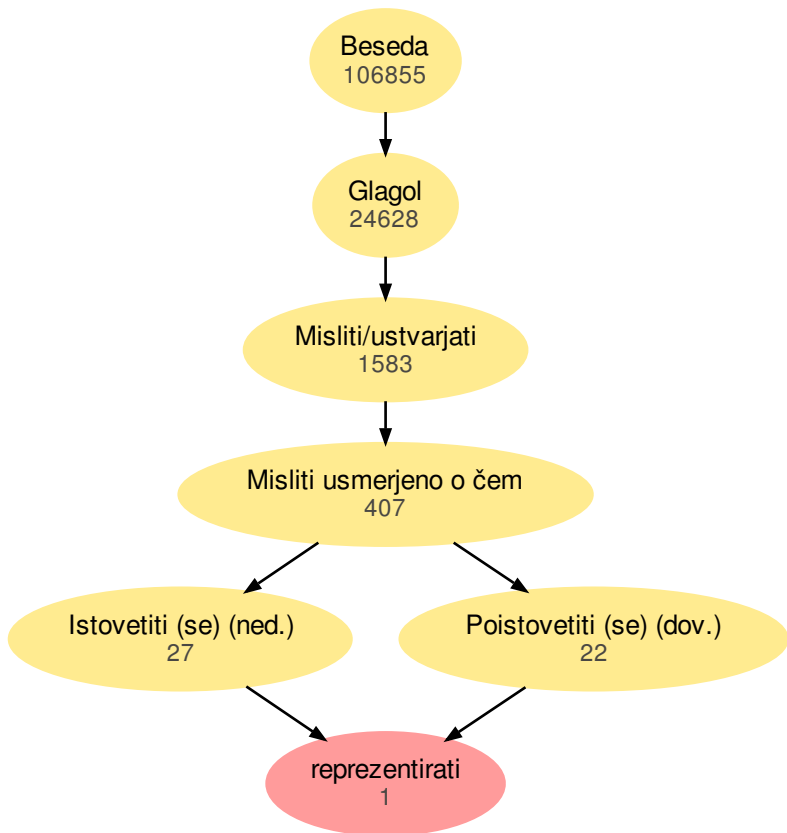 Beseda
106855
Glagol
24628
Misliti/ustvarjati
1583
Misliti usmerjeno o čem
407
Istovetiti (se) (ned.)
27
Poistovetiti (se) (dov.)
22
reprezentirati
1